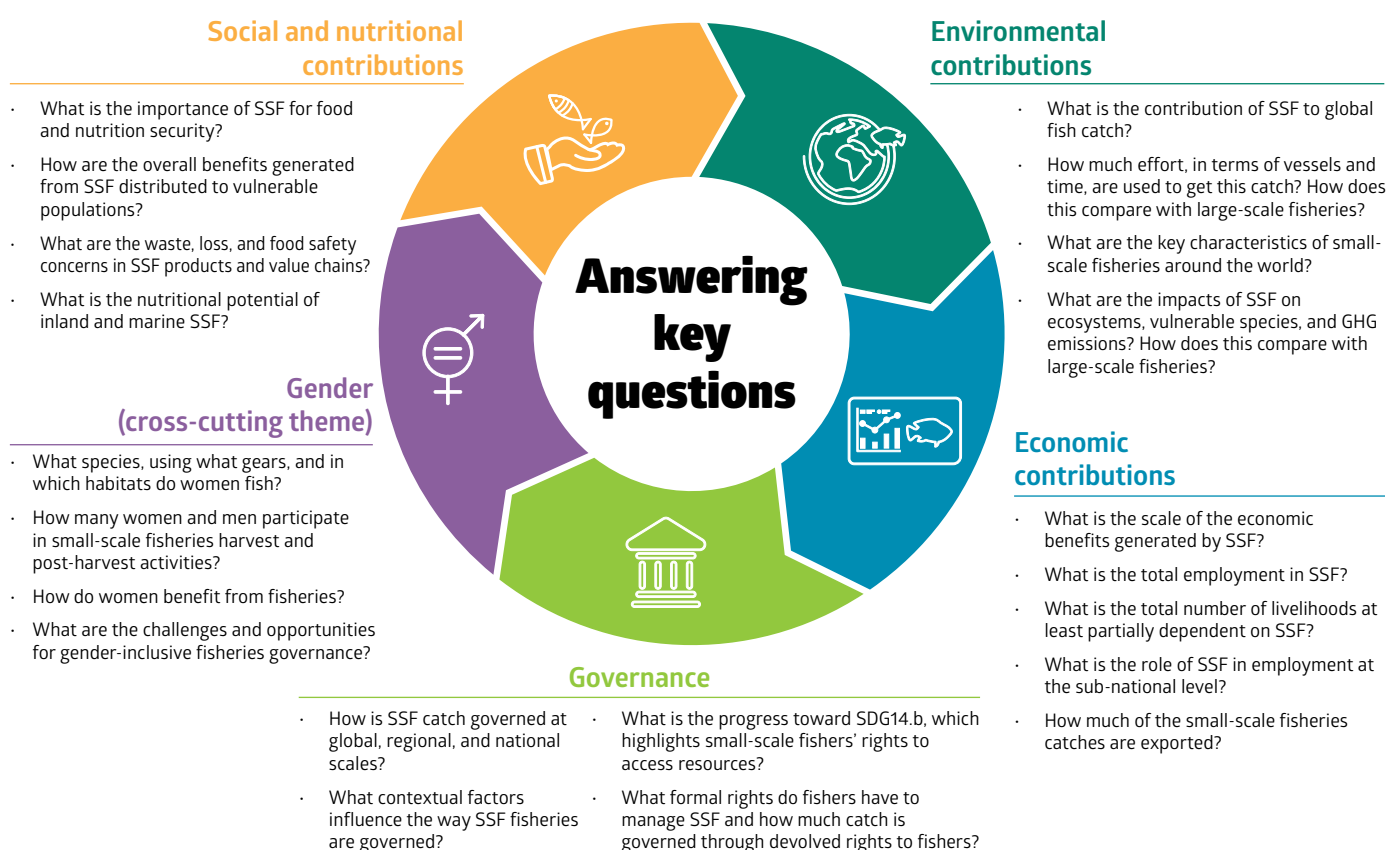 Social and nutritional
contributions
· What is the importance of SSF for food
and nutrition security?
· How are the overall benefits generated
from SSF distributed to vulnerable
populations?
· What are the waste, loss, and food safety
concerns in SSF products and value chains?
· What is the nutritional potential of
inland and marine SSF?
Gender
(cross-cutting theme)
· What species, using what gears, and in
which habitats do women fish?
· How many women and men participate
in small-scale fisheries harvest and
post-harvest activities?
· How do women benefit from fisheries?
· What are the challenges and opportunities
for gender-inclusive fisheries governance?
Answering
key
questions
Environmental
contributions
· What is the contribution of SSF to global
fish catch?
· How much effort, in terms of vessels and
time, are used to get this catch? How does
this compare with large-scale fisheries?
· What are the key characteristics of small-
scale fisheries around the world?
· What are the impacts of SSF on
ecosystems, vulnerable species, and GHG
emissions? How does this compare with
large-scale fisheries?
Economic
contributions
· What is the scale of the economic
benefits generated by SSF?
· What is the total employment in SSF?
· What is the total number of livelihoods at
least partially dependent on SSF?
· What is the role of SSF in employment at
the sub-national level?
· How much of the small-scale fisheries
catches are exported?
Governance
· How is SSF catch governed at
global, regional, and national
scales?
· What contextual factors
influence the way SSF fisheries
are governed?
· What is the progress toward SDG14.b, which
highlights small-scale fishers' rights to
access resources?
· What formal rights do fishers have to
manage SSF and how much catch is
governed through devolved rights to fishers?